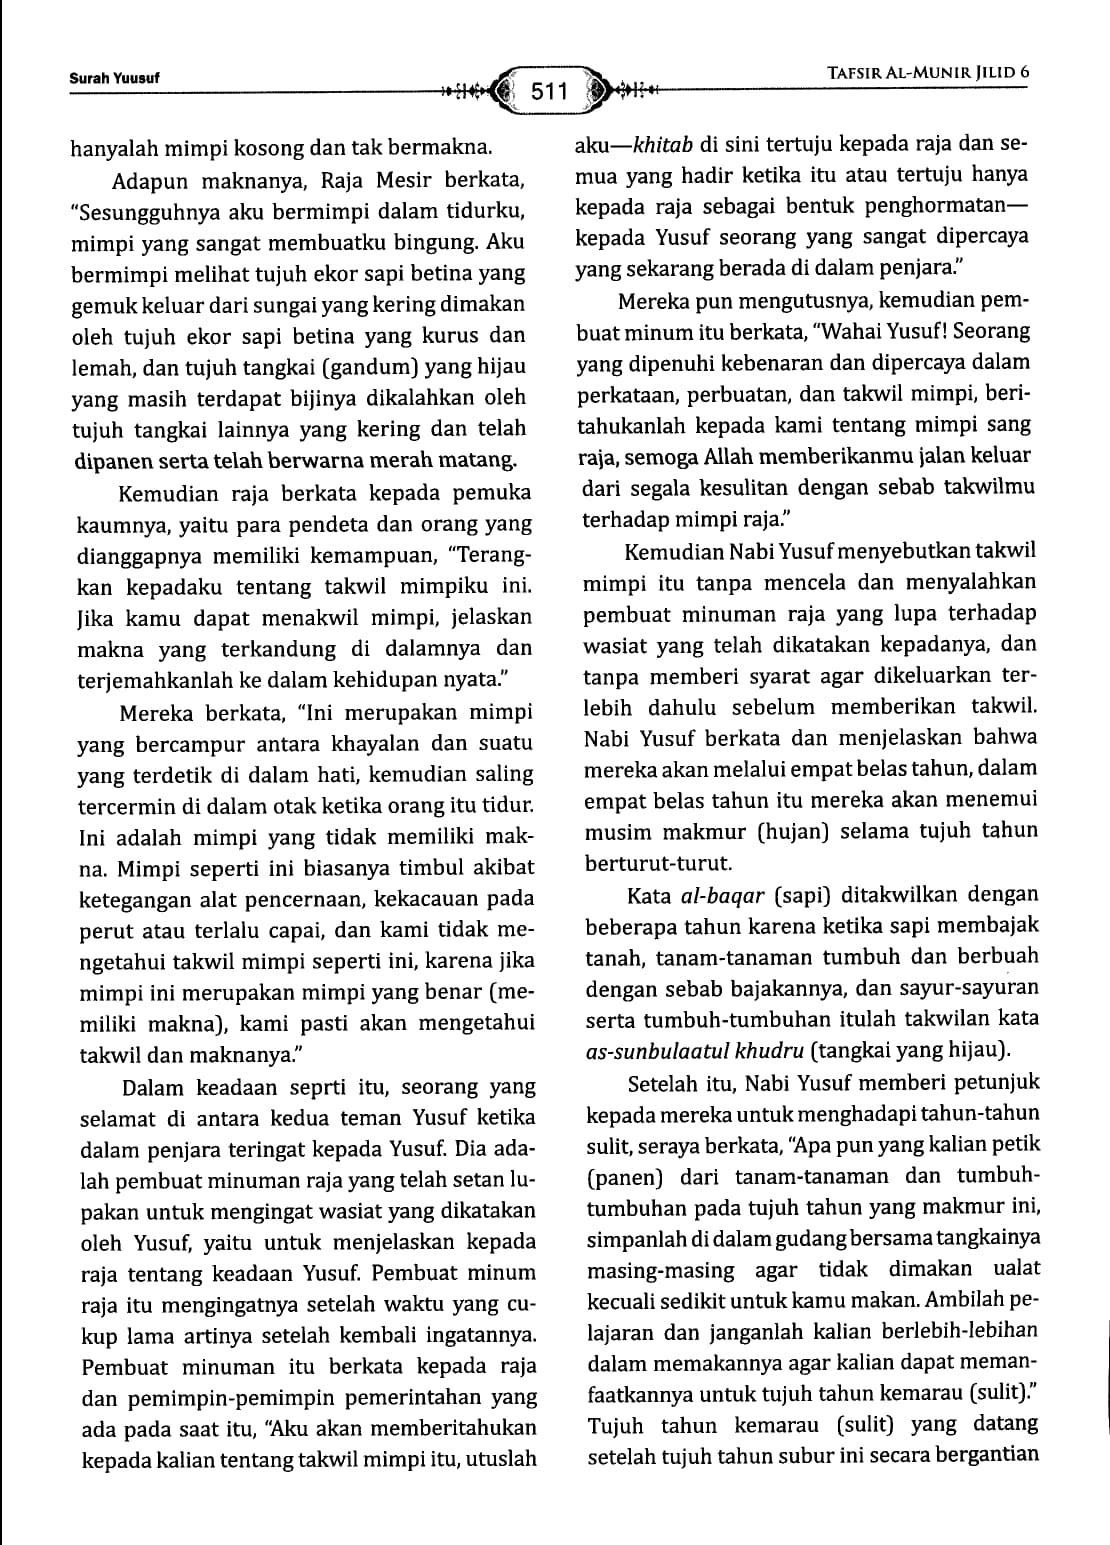 Surah Yuusuf
511
TAFSIR AL-MUNIR JILID 6
hanyalah mimpi kosong dan tak bermakna.
Adapun maknanya, Raja Mesir berkata,
“Sesungguhnya aku bermimpi dalam tidurku,
mimpi yang sangat membuatku bingung. Aku
bermimpi melihat tujuh ekor sapi betina yang
gemuk keluar dari sungai yang kering dimakan
oleh tujuh ekor sapi betina yang kurus dan
lemah, dan tujuh tangkai (gandum) yang hijau
yang masih terdapat bijinya dikalahkan oleh
tujuh tangkai lainnya yang kering dan telah
dipanen serta telah berwarna merah matang.
Kemudian raja berkata kepada pemuka
kaumnya, yaitu para pendeta dan orang yang
dianggapnya memiliki kemampuan, “Terang-
kan kepadaku tentang takwil mimpiku ini.
Jika kamu dapat menakwil mimpi, jelaskan
makna yang terkandung di dalamnya dan
terjemahkanlah ke dalam kehidupan nyata.”
Mereka berkata, “Ini merupakan mimpi
yang bercampur antara khayalan dan suatu
yang terdetik di dalam hati, kemudian saling
tercermin di dalam otak ketika orang itu tidur.
Ini adalah mimpi yang tidak memiliki mak-
na. Mimpi seperti ini biasanya timbul akibat
ketegangan alat pencernaan, kekacauan pada
perut atau terlalu capai, dan kami tidak me-
ngetahui takwil mimpi seperti ini, karena jika
mimpi ini merupakan mimpi yang benar (me-
miliki makna), kami pasti akan mengetahui
takwil dan maknanya.”
Dalam keadaan seprti itu, seorang yang
selamat di antara kedua teman Yusuf ketika
dalam penjara teringat kepada Yusuf. Dia ada-
lah pembuat minuman raja yang telah setan lu-
pakan untuk mengingat wasiat yang dikatakan
oleh Yusuf, yaitu untuk menjelaskan kepada
raja tentang keadaan Yusuf. Pembuat minum
raja itu mengingatnya setelah waktu yang cu-
kup lama artinya setelah kembali ingatannya.
Pembuat minuman itu berkata kepada raja
dan pemimpin-pemimpin pemerintahan yang
ada pada saat itu, “Aku akan memberitahukan
kepada kalian tentang takwil mimpi itu, utuslah
aku—khitab di sini tertuju kepada raja dan se-
mua yang hadir ketika itu atau tertuju hanya
kepada raja sebagai bentuk penghormatan—
kepada Yusuf seorang yang sangat dipercaya
yang sekarang berada di dalam penjara.”
Mereka pun mengutusnya, kemudian pem-
buat minum itu berkata, “Wahai Yusuf! Seorang
yang dipenuhi kebenaran dan dipercaya dalam
perkataan, perbuatan, dan takwil mimpi, beri-
tahukanlah kepada kami tentang mimpi sang
raja, semoga Allah memberikanmu jalan keluar
dari segala kesulitan dengan sebab takwilmu
terhadap mimpi raja.”
Kemudian Nabi Yusuf menyebutkan takwil
mimpi itu tanpa mencela dan menyalahkan
pembuat minuman raja yang lupa terhadap
wasiat yang telah dikatakan kepadanya, dan
tanpa memberi syarat agar dikeluarkan ter-
lebih dahulu sebelum memberikan takwil.
Nabi Yusuf berkata dan menjelaskan bahwa
mereka akan melalui empat belas tahun, dalam
empat belas tahun itu mereka akan menemui
musim makmur (hujan) selama tujuh tahun
berturut-turut.
Kata al-baqar (sapi) ditakwilkan dengan
beberapa tahun karena ketika sapi membajak
tanah, tanam-tanaman tumbuh dan berbuah
dengan sebab bajakannya, dan sayur-sayuran
serta tumbuh-tumbuhan itulah takwilan kata
as-sunbulaatul khudru (tangkai yang hijau).
Setelah itu, Nabi Yusuf memberi petunjuk
kepada mereka untuk menghadapi tahun-tahun
sulit, seraya berkata, “Apa pun yang kalian petik
(panen) dari tanam-tanaman dan tumbuh-
tumbuhan pada tujuh tahun yang makmur ini,
simpanlah di dalam gudang bersama tangkainya
masing-masing agar tidak dimakan ualat
kecuali sedikit untuk kamu makan. Ambilah pe-
lajaran dan janganlah kalian berlebih-lebihan
dalam memakannya agar kalian dapat meman-
faatkannya untuk tujuh tahun kemarau (sulit).”
Tujuh tahun kemarau (sulit) yang datang
setelah tujuh tahun subur ini secara bergantian